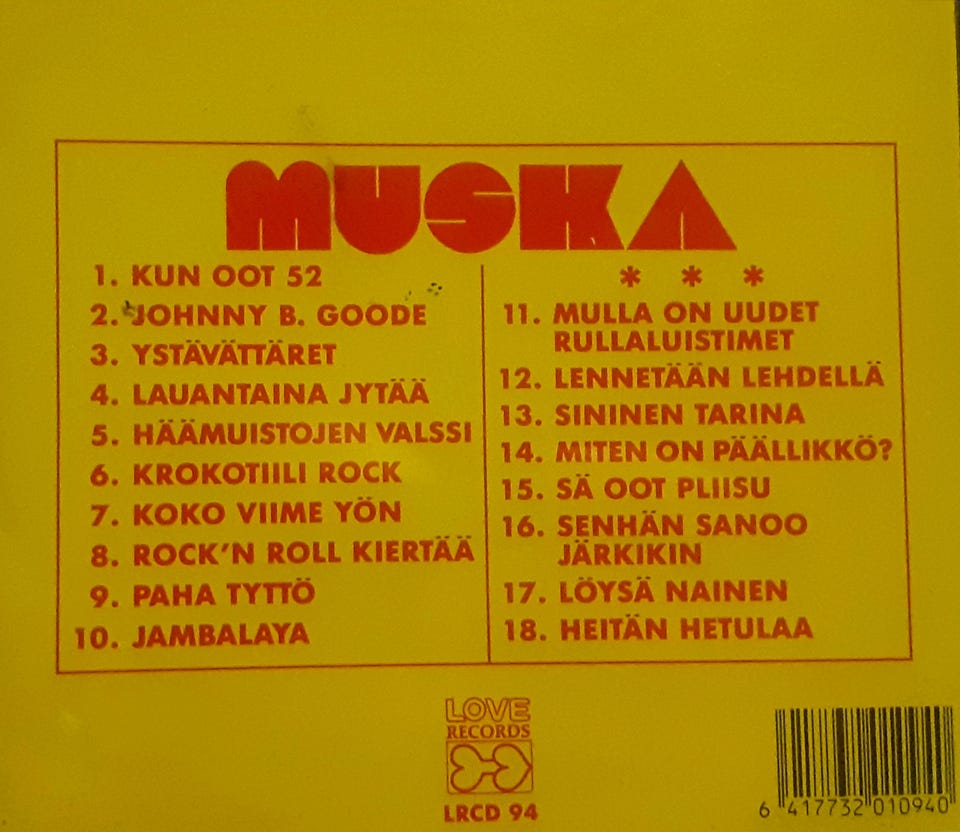 MUSKA
1. KUN OOT 52
2. JOHNNY B. GOODE
3. YSTÄVÄTTÄRET
4. LAUANTAINA JYTÄÄ
5. HÄÄMUISTOJEN VALSSI
6. KROKOTIILI ROCK
7. KOKO VIIME YÖN
8. ROCK'N ROLL KIERTÄÄ
9. PAHA TYTTÖ
10. JAMBALAYA
* * *
11. MULLA ON UUDET
RULLALUISTIMET
12. LENNETÄÄN LEHDELLÄ
13. SININEN TARINA
14. MITEN ON PÄÄLLIKKÖ?
15. SÄ OOT PLIISU
16. SENHÄN SANOO
JÄRKIKIN
17. LÖYSÄ NAINEN
18. HEITÄN HETULAA
LOVE
RECORDS
LRCD 94
6 417732 010940